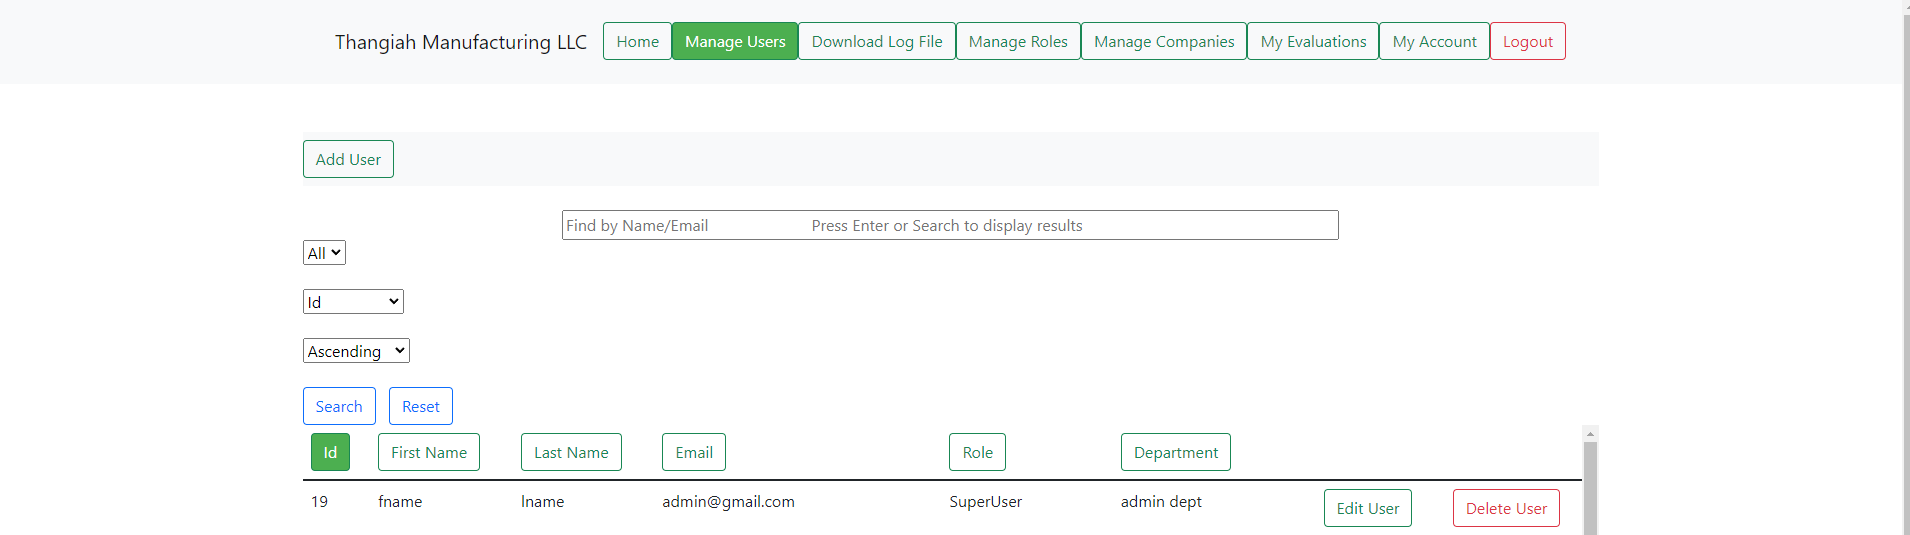 Thangiah Manufacturing LLC Home Manage Users Download Log File Manage Roles Manage Companies My Evaluations My Account Logout
Add User
Find by Name/Email Press Enter or Search to display results
All
Id
Ascending
Search Reset
Id First Name Last Name Email Role Department
19 fname lname admin@gmail.com SuperUser admin dept Edit User Delete User